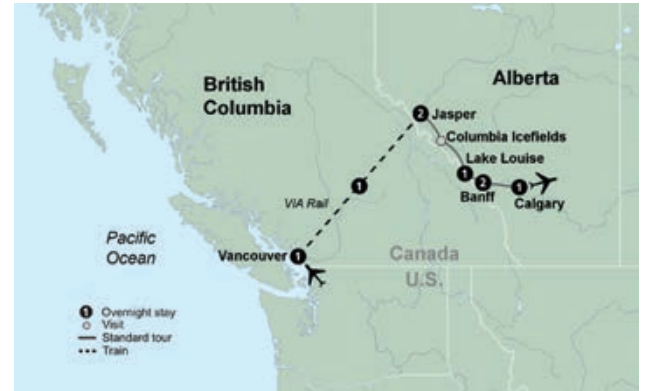 British
Columbia
Alberta
2
Jasper
Columbia Icefields
Lake Louise
1
2
1
Banff
Calgary
1
VIA Rail
Pacific
Ocean
Vancouver
1
Canada
U.S.
1 Overnight stay
Visit
Standard tour
Train